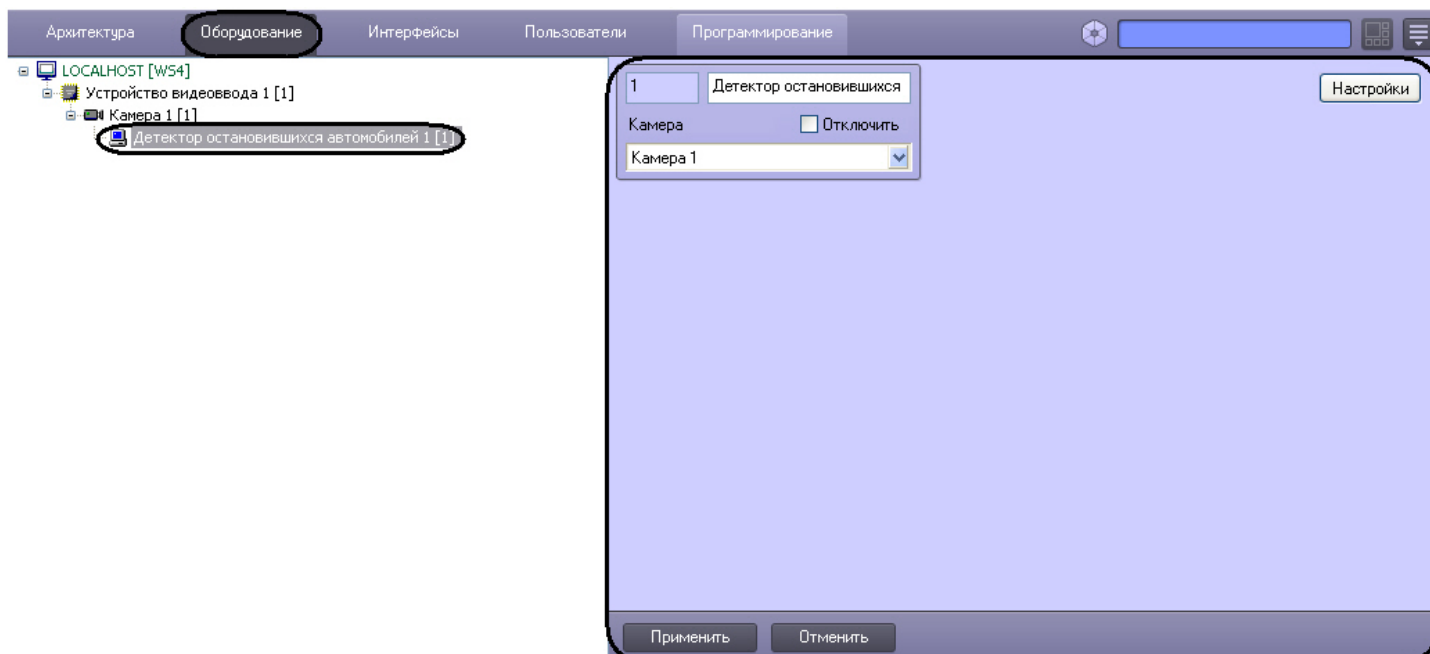 Архитектура Оборудование Интерфейсы Пользователи Программирование
LOCALHOST [WS4]
Устройство видеоввода 1 [1]
Камера 1 [1]
Детектор остановившихся автомобилей 1 [1]
1 Детектор остановившихся
Настройки
Камера Отключить
Камера 1
Применить Отменить